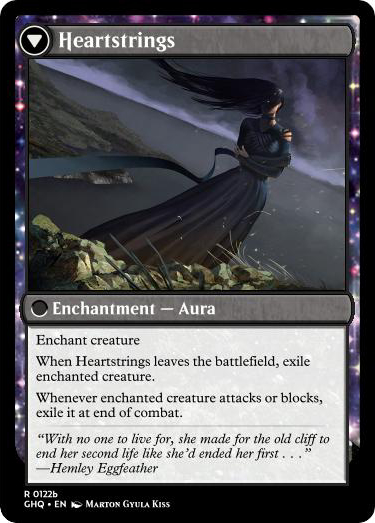 Heartstrings
Enchantment — Aura
Enchant creature
When Heartstrings leaves the battlefield, exile
enchanted creature.
Whenever enchanted creature attacks or blocks,
exile it at end of combat.
“With no one to live for, she made for the old cliff to
end her second life like she’d ended her first . . .”
—Hemley Eggfeather
R 0122b
GHQ • EN Marton Gyula Kiss